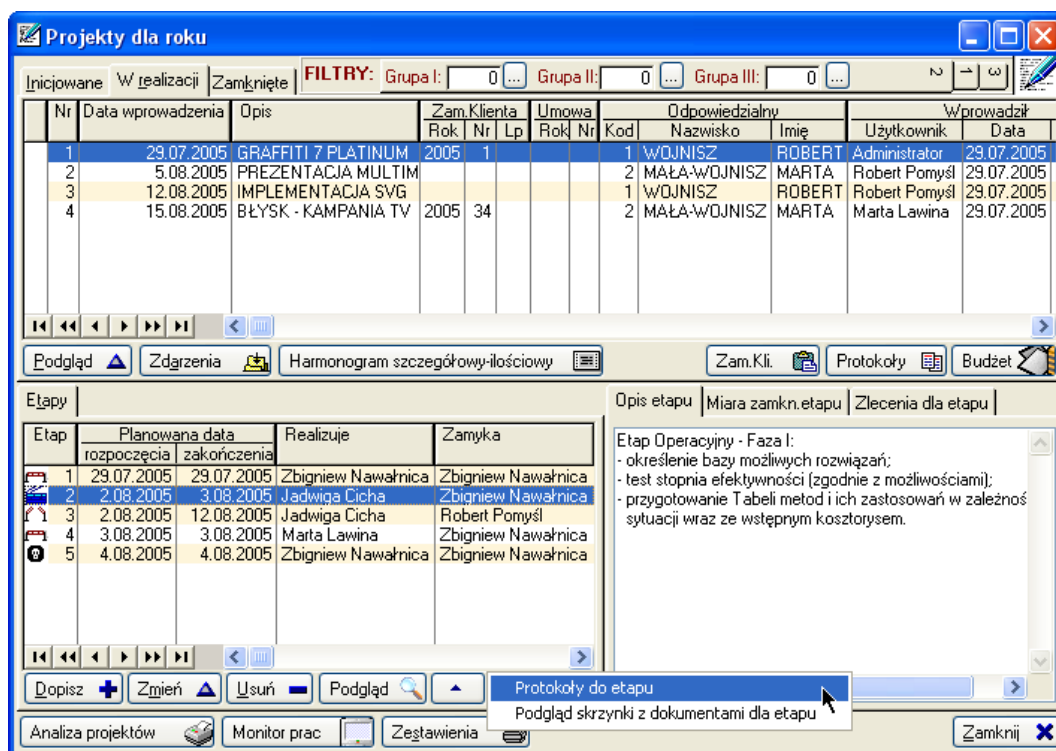 Projekty dla roku
Inicjowane W realizacji Zamknięte FILTRY: Grupa I: 0 ... Grupa II: 0 ... Grupa III: 0 ... 2 1 3
Nr Data wprowadzenia Opis Zam.Klienta Umowa Odpowiedzialny Wprowadził
Rok Nr Lp Rok Nr Kod Nazwisko Imię Użytkownik Data
1 29.07.2005 GRAFFITI 7 PLATINUM 2005 1 1 WOJNISZ ROBERT Administrator 29.07.2005
2 5.08.2005 PREZENTACJA MULTIM 2 MAŁA-WOJNISZ MARTA Robert Pomyśl 29.07.2005
3 12.08.2005 IMPLEMENTACJA SVG 1 WOJNISZ ROBERT Robert Pomyśl 29.07.2005
4 15.08.2005 BŁYSK - KAMPANIA TV 2005 34 2 MAŁA-WOJNISZ MARTA Marta Lawina 29.07.2005
Podgląd Zdarzenia Harmonogram szczegółowy-ilościowy Zam.Kli. Protokoły Budżet
Etapy Opis etapu Miara zamkn.etapu Zlecenia dla etapu
Etap Planowana data Realizuje Zamyka
rozpoczęcia zakończenia
1 29.07.2005 29.07.2005 Zbigniew Nawałnica Zbigniew Nawałnica
2 2.08.2005 3.08.2005 Jadwiga Cicha Zbigniew Nawałnica
3 2.08.2005 12.08.2005 Jadwiga Cicha Robert Pomyśl
4 3.08.2005 3.08.2005 Marta Lawina Zbigniew Nawałnica
5 4.08.2005 4.08.2005 Zbigniew Nawałnica Zbigniew Nawałnica
Etap Operacyjny - Faza I:
- określenie bazy możliwych rozwiązań;
- test stopnia efektywności (zgodnie z możliwościami);
- przygotowanie Tabeli metod i ich zastosowań w zależnoś
sytuacji wraz ze wstępnym kosztorysem.
Dopisz Zmień Usuń Podgląd
Protokoły do etapu
Podgląd skrzynki z dokumentami dla etapu
Analiza projektów Monitor prac Zestawienia Zamknij